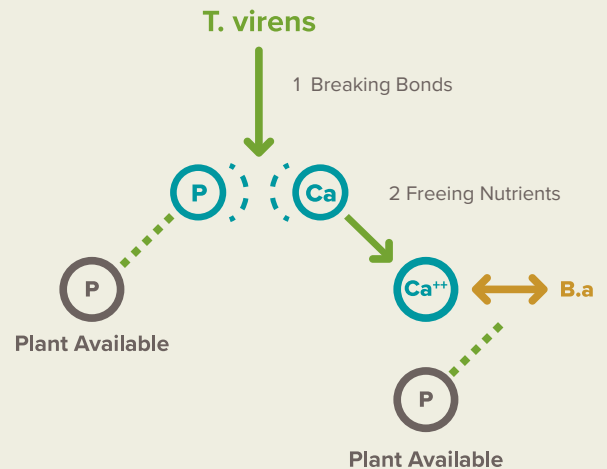 T. virens
1 Breaking Bonds
P
Ca
2 Freeing Nutrients
P
Ca++
B.a
Plant Available
P
Plant Available